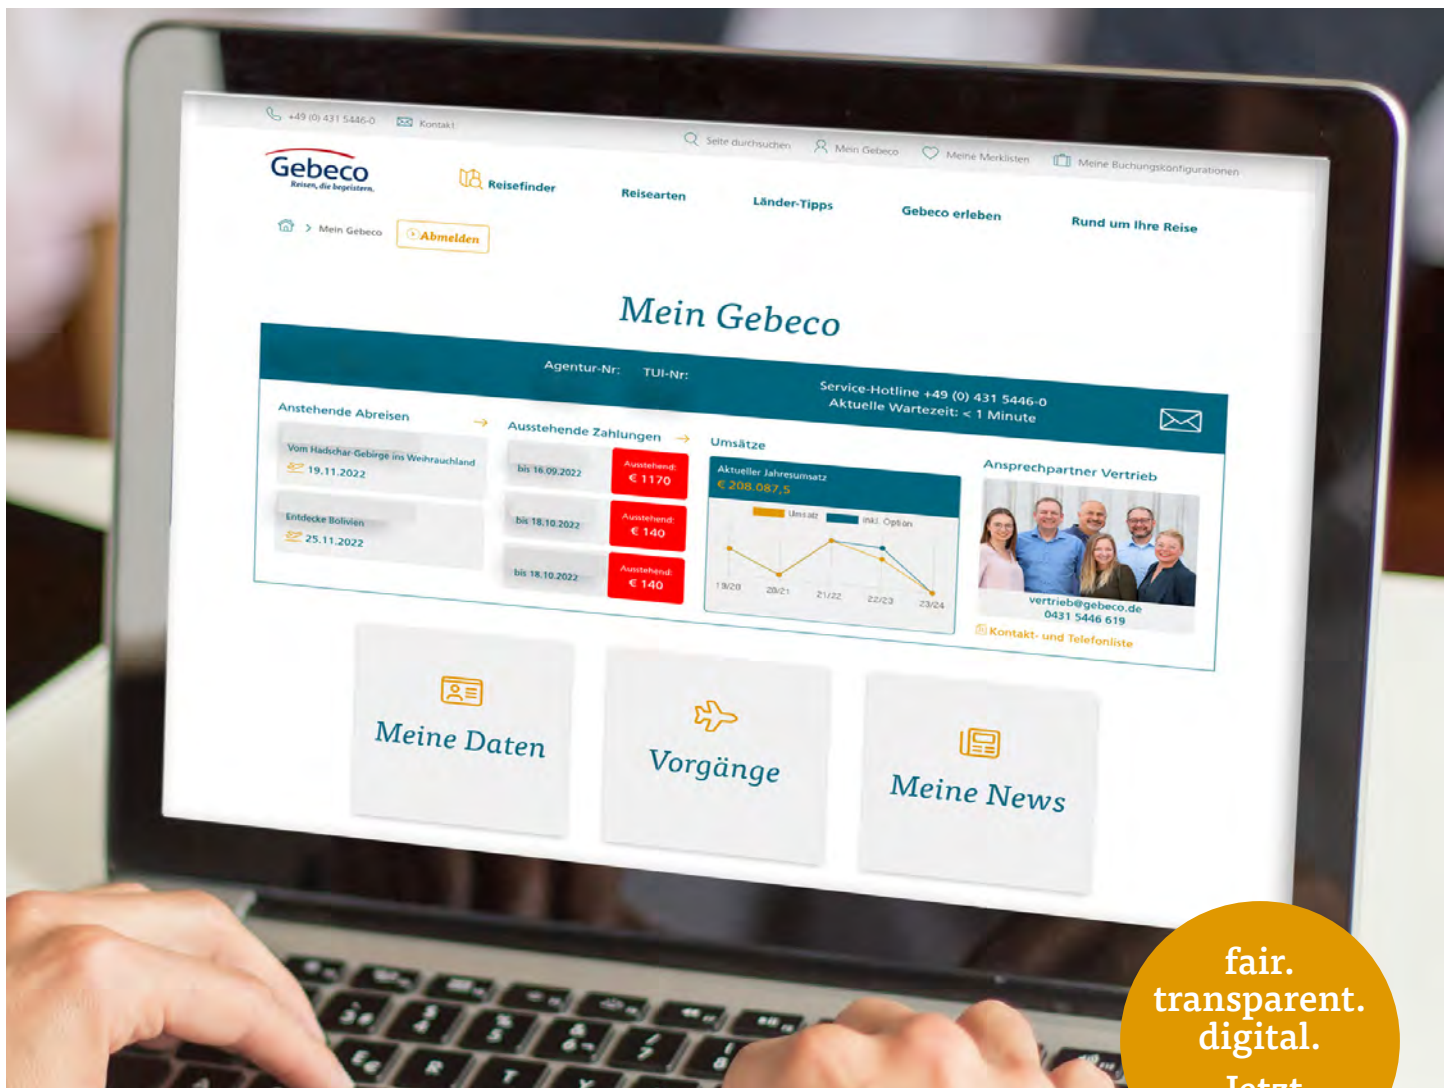 +49 (0) 431 5446-0
Kontakt
Seite durchsuchen
Mein Gebeco
Meine Merklisten
Meine Buchungskonfigurationen
Gebeco
Reisen, die begeistern.
Reisefinder
Reisearten
Länder-Tipps
Gebeco erleben
Rund um Ihre Reise
> Mein Gebeco
Abmelden
Mein Gebeco
Agentur-Nr: TUI-Nr:
Service-Hotline +49 (0) 431 5446-0
Aktuelle Wartezeit: < 1 Minute
Anstehende Abreisen
Vom Hadschar-Gebirge ins Weihrauchland
19.11.2022
Entdecke Bolivien
25.11.2022
Ausstehende Zahlungen
bis 16.09.2022
Ausstehend:
€ 1170
bis 18.10.2022
Ausstehend:
€ 140
bis 18.10.2022
Ausstehend:
€ 140
Umsätze
Aktueller Jahresumsatz
€ 208.087,5
Umsatz
inkl. Option
19/20
20/21
21/22
22/23
23/24
Ansprechpartner Vertrieb
vertrieb@gebeco.de
0431 5446 619
Kontakt- und Telefonliste
Meine Daten
Vorgänge
Meine News
fair.
transparent.
digital.
Jetzt